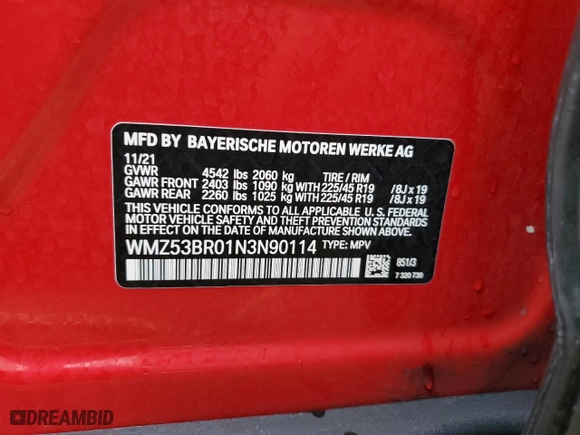 MFD BY BAYERISCHE MOTOREN WERKE AG
11/21
GVWR 4542 lbs 2060 kg TIRE / RIM
GAWR FRONT 2403 lbs 1090 kg WITH 225/45 R19 /8J x 19
GAWR REAR 2260 lbs 1025 kg WITH 225/45 R19 /8J x 19
THIS VEHICLE CONFORMS TO ALL APPLICABLE U.S. FEDERAL
MOTOR VEHICLE SAFETY AND THEFT PREVENTION STANDARDS
IN EFFECT ON THE DATE OF MANUFACTURE SHOWN ABOVE.
WMZ53BR01N3N90114 TYPE: MPV
851/3
7 320 730
DREAMBID